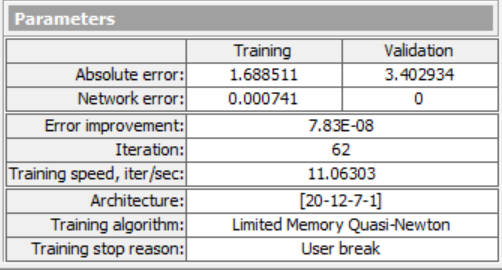 Parameters
Training Validation
Absolute error: 1.688511 3.402934
Network error: 0.000741 0
Error improvement: 7.83E-08
Iteration: 62
Training speed, iter/sec: 11.06303
Architecture: [20-12-7-1]
Training algorithm: Limited Memory Quasi-Newton
Training stop reason: User break